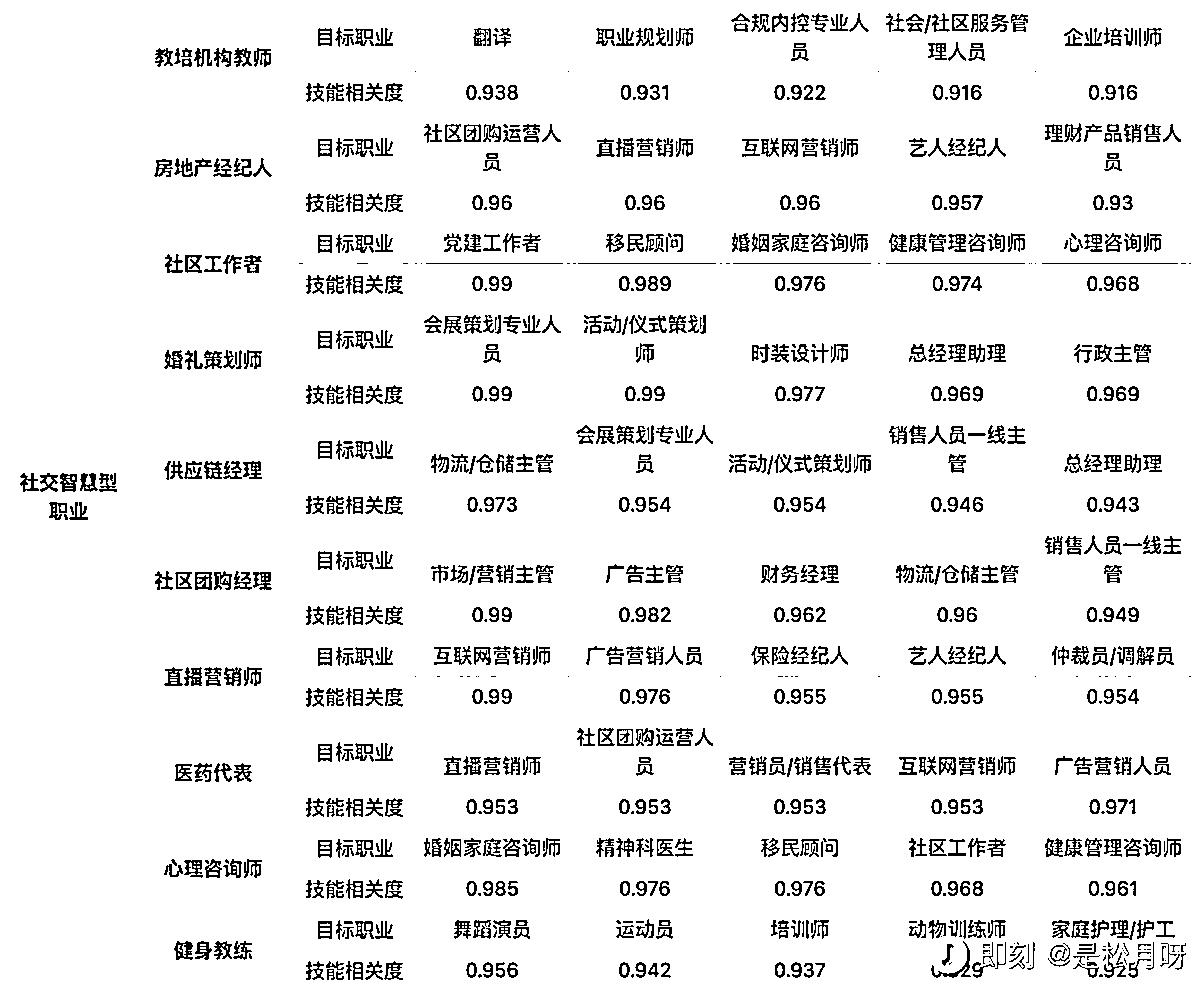 社交智慧型
职业
教培机构教师
目标职业 翻译 职业规划师 合规内控专业人员 社会/社区服务管理人员 企业培训师
技能相关度 0.938 0.931 0.922 0.916 0.916
房地产经纪人
目标职业 社区团购运营人员 直播营销师 互联网营销师 艺人经纪人 理财产品销售人员
技能相关度 0.96 0.96 0.96 0.957 0.93
社区工作者
目标职业 党建工作者 移民顾问 婚姻家庭咨询师 健康管理咨询师 心理咨询师
技能相关度 0.99 0.989 0.976 0.974 0.968
婚礼策划师
目标职业 会展策划专业人员 活动/仪式策划师 时装设计师 总经理助理 行政主管
技能相关度 0.99 0.99 0.977 0.969 0.969
供应链经理
目标职业 物流/仓储主管 会展策划专业人员 活动/仪式策划师 销售人员一线主管 总经理助理
技能相关度 0.973 0.954 0.954 0.946 0.943
社区团购经理
目标职业 市场/营销主管 广告主管 财务经理 物流/仓储主管 销售人员一线主管
技能相关度 0.99 0.982 0.962 0.96 0.949
直播营销师
目标职业 互联网营销师 广告营销人员 保险经纪人 艺人经纪人 仲裁员/调解员
技能相关度 0.99 0.976 0.955 0.955 0.954
医药代表
目标职业 直播营销师 社区团购运营人员 营销员/销售代表 互联网营销师 广告营销人员
技能相关度 0.953 0.953 0.953 0.953 0.971
心理咨询师
目标职业 婚姻家庭咨询师 精神科医生 移民顾问 社区工作者 健康管理咨询师
技能相关度 0.985 0.976 0.976 0.968 0.961
健身教练
目标职业 舞蹈演员 运动员 培训师 动物训练师 家庭护理/护工
技能相关度 0.956 0.942 0.937 0.925
即刻 @是松月呀